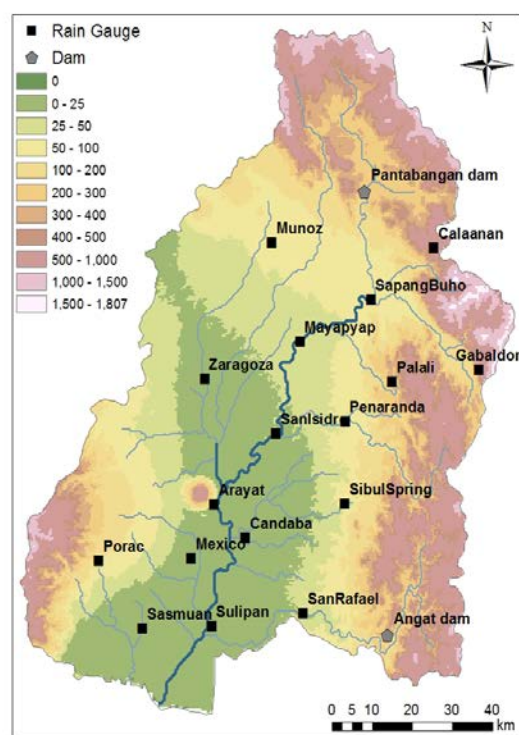 Rain Gauge
Dam
0
0 - 25
25 - 50
50 - 100
100 - 200
200 - 300
300 - 400
400 - 500
500 - 1,000
1,000 - 1,500
1,500 - 1,807
N
Pantabangan dam
Munoz
Calaanan
SapangBuho
Mayapyap
Gabaldon
Zaragoza
Palali
Penaranda
SanIsidr
Arayat
SibulSpring
Candaba
Porac
Mexico
SanRafael
Sasmuan
Sulipan
Angat dam
0 5 10 20 30 40
km